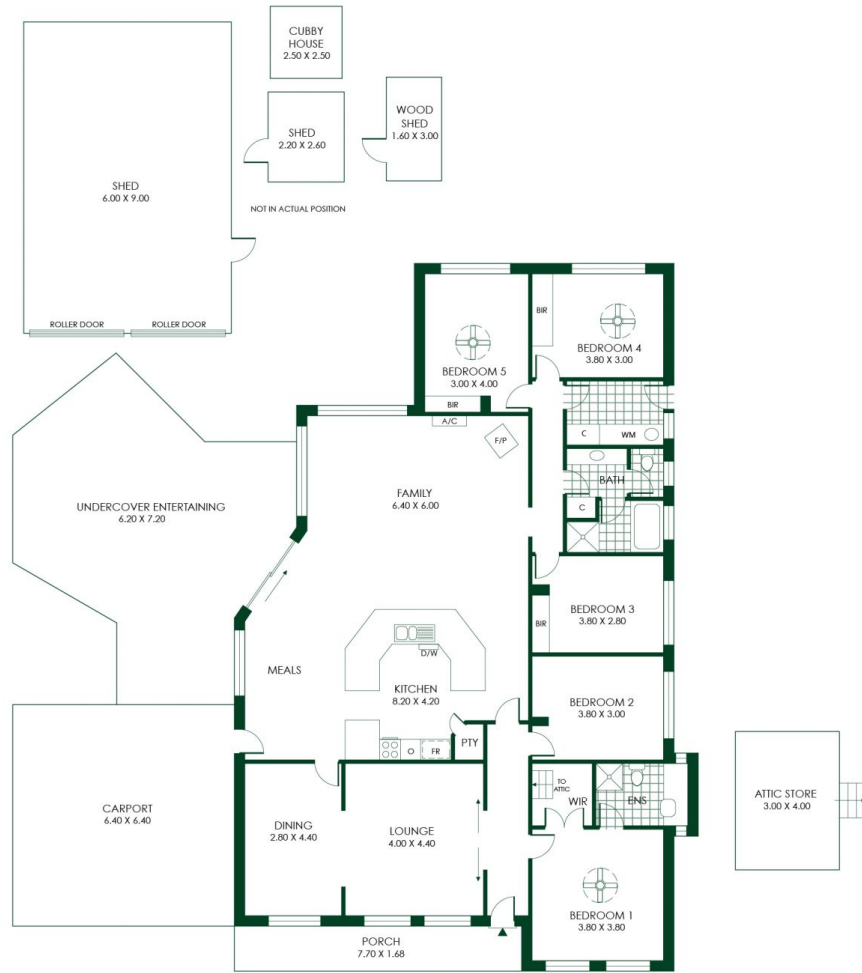 CUBBY
HOUSE
2.50 X 2.50
SHED
2.20 X 2.60
WOOD
SHED
1.60 X 3.00
SHED
6.00 X 9.00
NOT IN ACTUAL POSITION
ROLLER DOOR
ROLLER DOOR
BIR
BEDROOM 4
3.80 X 3.00
BEDROOM 5
3.00 X 4.00
BIR
A/C
F/P
C
WM
BATH
C
FAMILY
6.40 X 6.00
UNDERCOVER ENTERTAINING
6.20 X 7.20
BEDROOM 3
3.80 X 2.80
BIR
D/W
MEALS
KITCHEN
8.20 X 4.20
BEDROOM 2
3.80 X 3.00
O
FR
PTY
TO
ATTIC
WIR
ENS
ATTIC STORE
3.00 X 4.00
CARPORT
6.40 X 6.40
DINING
2.80 X 4.40
LOUNGE
4.00 X 4.40
BEDROOM 1
3.80 X 3.80
PORCH
7.70 X 1.68